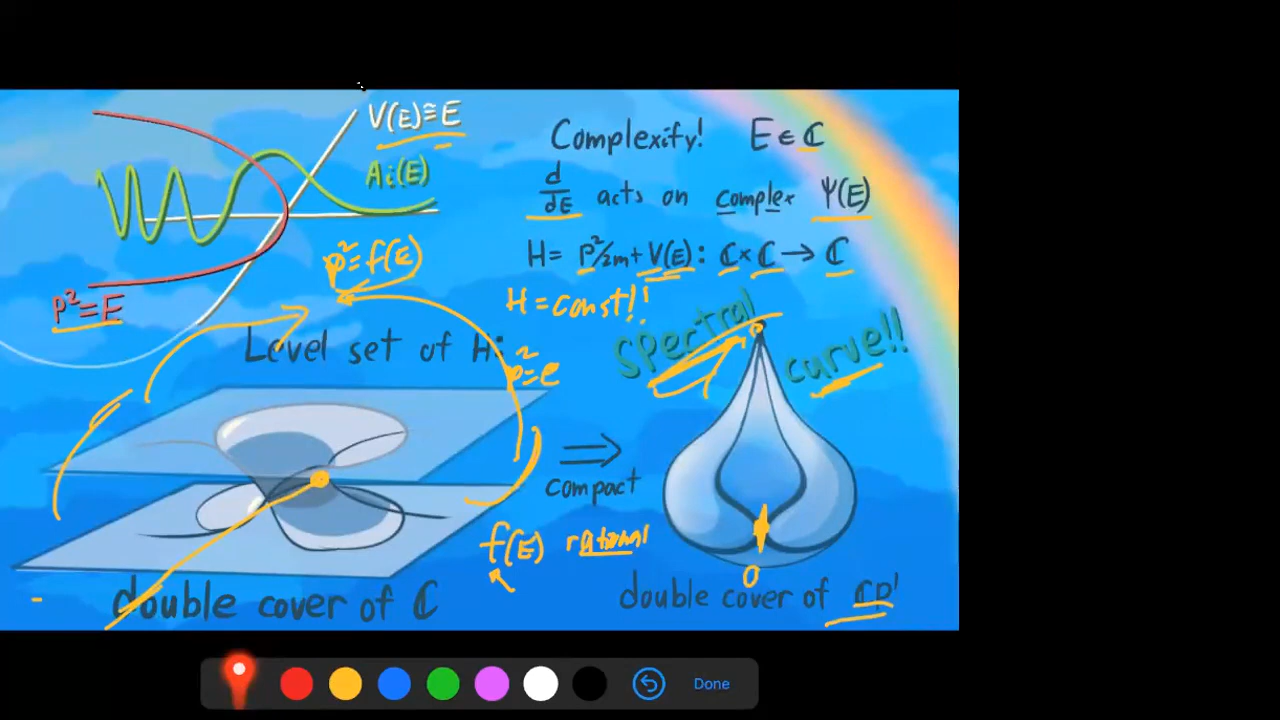 V(E)≅E
Ai(E)
p²=f(E)
P²=E
Complexify! E ∈ ℂ
d/dE acts on complex Ψ(E)
H = P²/2m + V(E): ℂ × ℂ → ℂ
H = const!!
Level set of H:
p²=e
spectral curve!!
⇒
compact
f(E) rational
0
double cover of ℂ
double cover of ℂP¹
Done